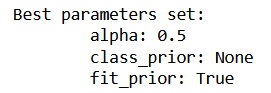 Best parameters set:
alpha: 0.5
class_prior: None
fit_prior: True